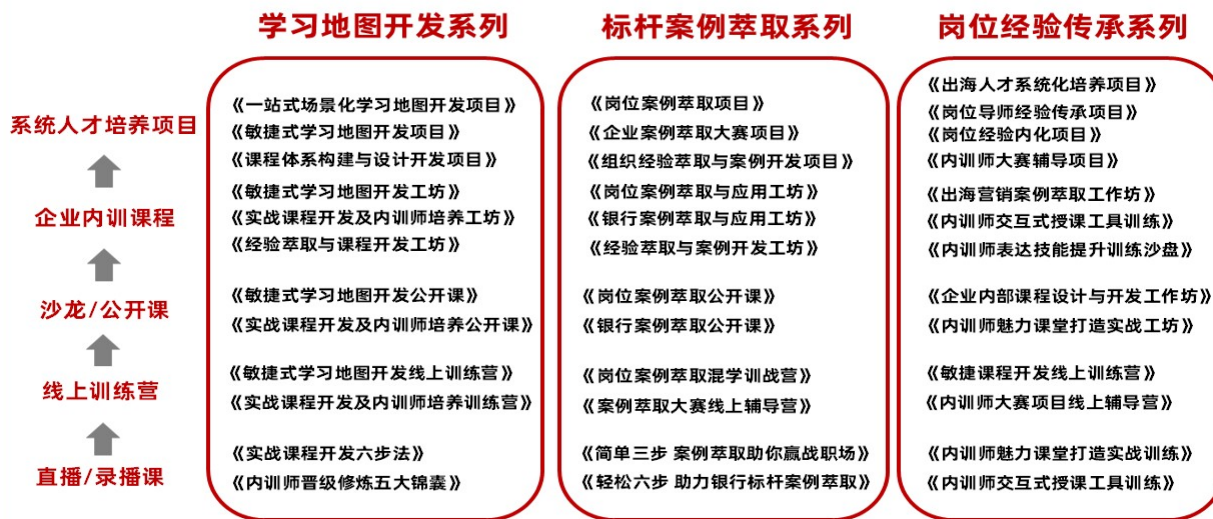 学习地图开发系列
标杆案例萃取系列
岗位经验传承系列
系统人才培养项目
《一站式场景化学习地图开发项目》
《敏捷式学习地图开发项目》
《课程体系构建与设计开发项目》
《岗位案例萃取项目》
《企业案例萃取大赛项目》
《组织经验萃取与案例开发项目》
《出海人才系统化培养项目》
《岗位导师经验传承项目》
《岗位经验内化项目》
《内训师大赛辅导项目》
企业内训课程
《敏捷式学习地图开发工坊》
《实战课程开发及内训师培养工坊》
《经验萃取与课程开发工坊》
《岗位案例萃取与应用工坊》
《银行案例萃取与应用工坊》
《经验萃取与案例开发工坊》
《出海营销案例萃取工作坊》
《内训师交互式授课工具训练》
《内训师表达技能提升训练沙盘》
沙龙/公开课
《敏捷式学习地图开发公开课》
《实战课程开发及内训师培养公开课》
《岗位案例萃取公开课》
《银行案例萃取公开课》
《企业内部课程设计与开发工作坊》
《内训师魅力课堂打造实战工坊》
线上训练营
《敏捷式学习地图开发线上训练营》
《实战课程开发及内训师培养训练营》
《岗位案例萃取混学训战营》
《案例萃取大赛线上辅导营》
《敏捷课程开发线上训练营》
《内训师大赛项目线上辅导营》
直播/录播课
《实战课程开发六步法》
《内训师晋级修炼五大锦囊》
《简单三步 案例萃取助你赢战职场》
《轻松六步 助力银行标杆案例萃取》
《内训师魅力课堂打造实战训练》
《内训师交互式授课工具训练》